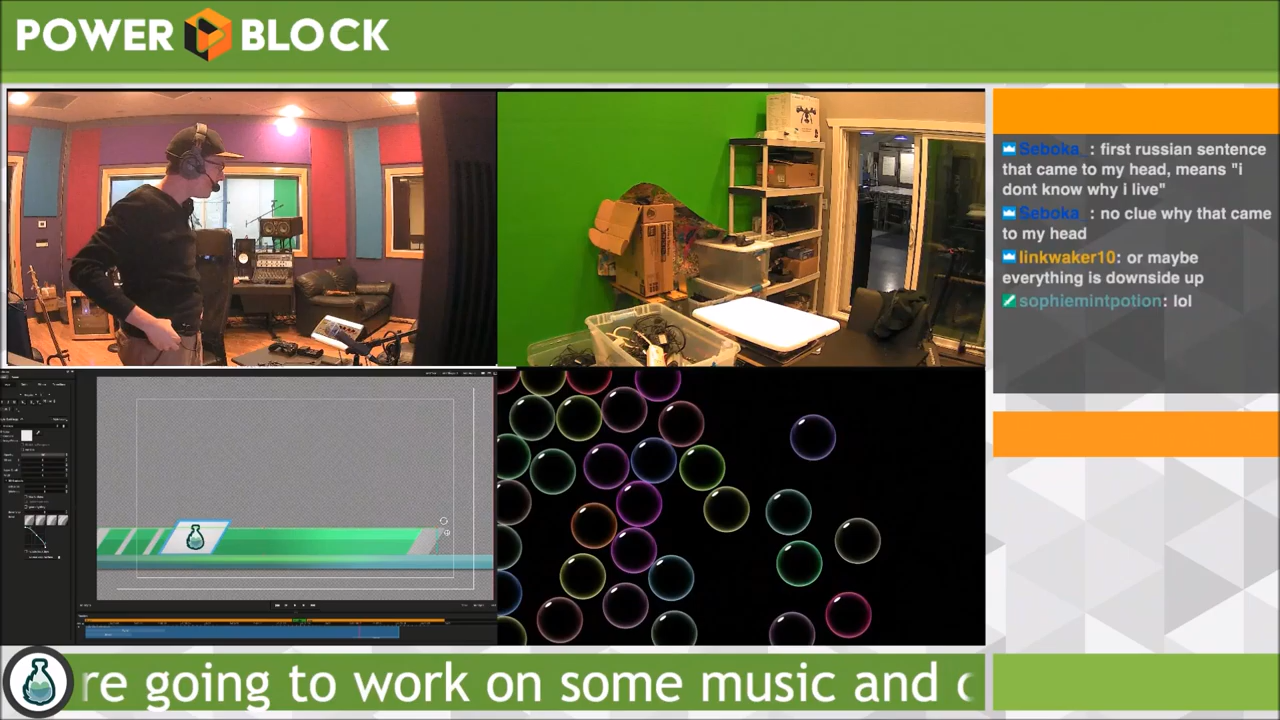 POWER BLOCK
Seboka_: first russian sentence
that came to my head, means "i
dont know why i live"
Seboka_: no clue why that came
to my head
linkwaker10: or maybe
everything is downside up
sophiemintpotion: lol
re going to work on some music and